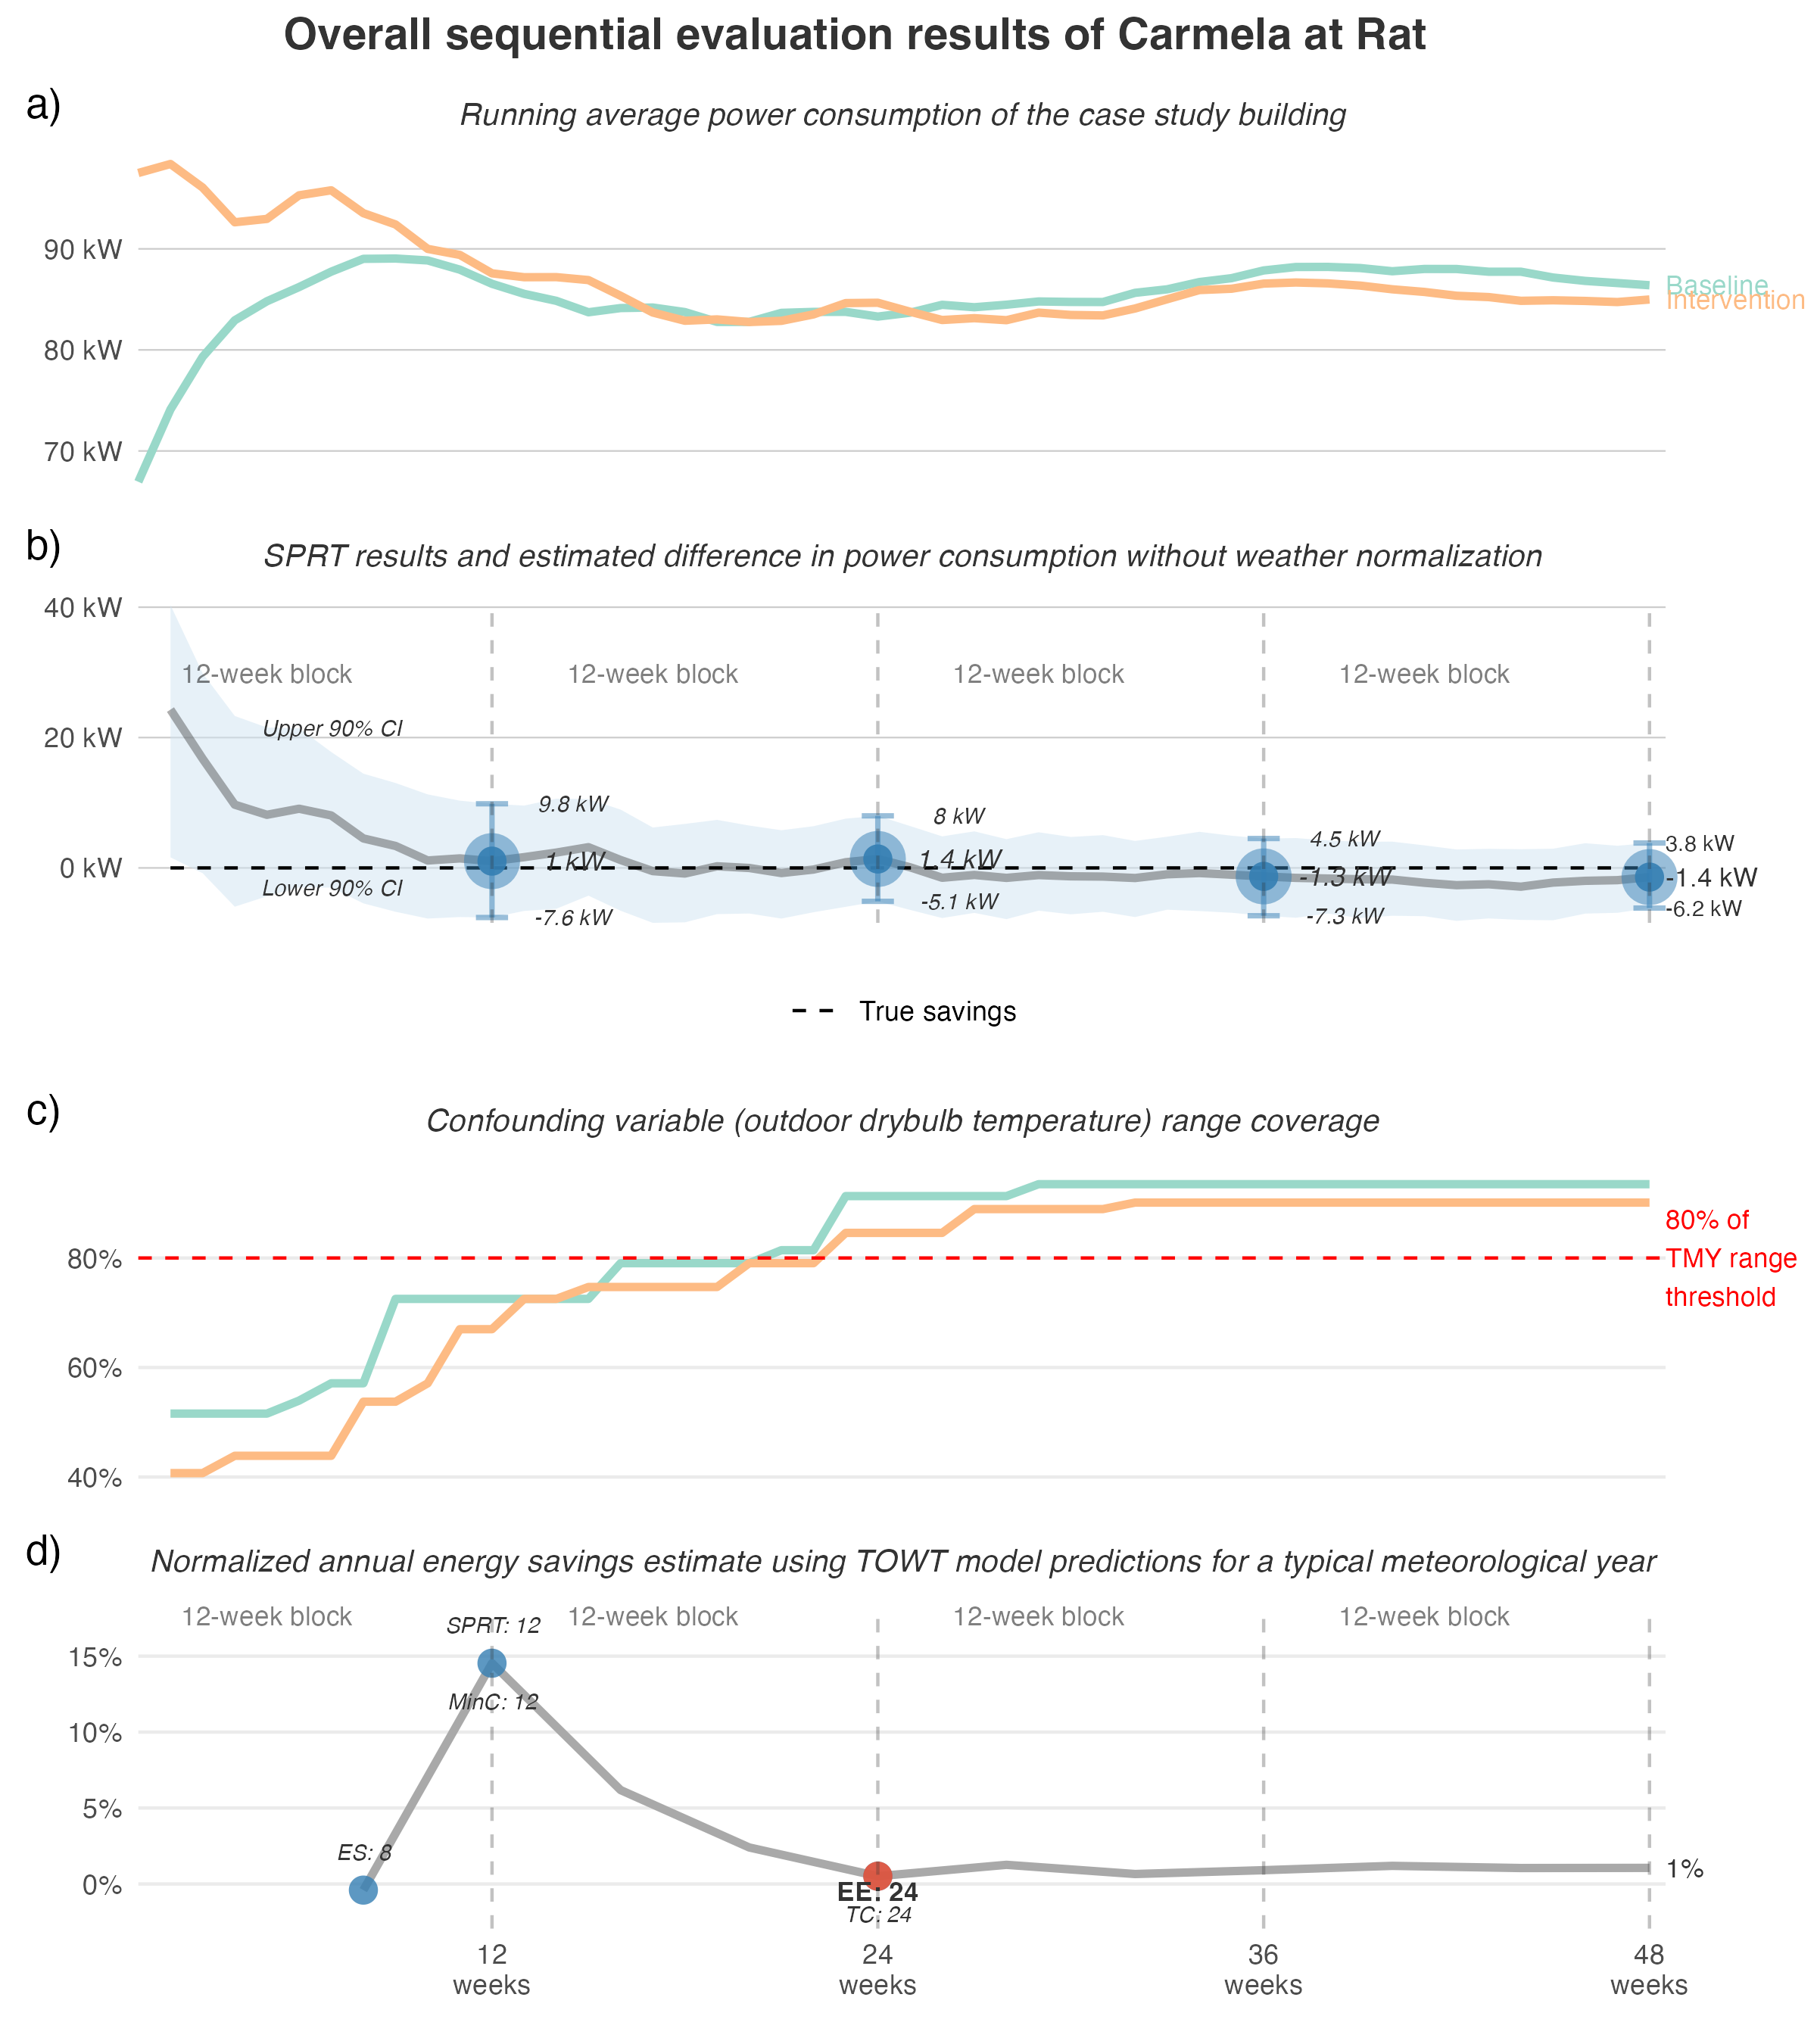 Overall sequential evaluation results of Carmela at Rat
a)
Running average power consumption of the case study building
90 kW
80 kW
70 kW
Baseline
Intervention
b)
SPRT results and estimated difference in power consumption without weather normalization
40 kW
20 kW
0 kW
12-week block
12-week block
12-week block
12-week block
Upper 90% CI
Lower 90% CI
9.8 kW
1 kW
-7.6 kW
8 kW
1.4 kW
-5.1 kW
4.5 kW
-1.3 kW
-7.3 kW
3.8 kW
-1.4 kW
-6.2 kW
True savings
c)
Confounding variable (outdoor drybulb temperature) range coverage
80%
60%
40%
80% of
TMY range
threshold
d)
Normalized annual energy savings estimate using TOWT model predictions for a typical meteorological year
12-week block
12-week block
12-week block
12-week block
15%
10%
5%
0%
SPRT: 12
MinC: 12
ES: 8
EE: 24
TC: 24
1%
12
weeks
24
weeks
36
weeks
48
weeks